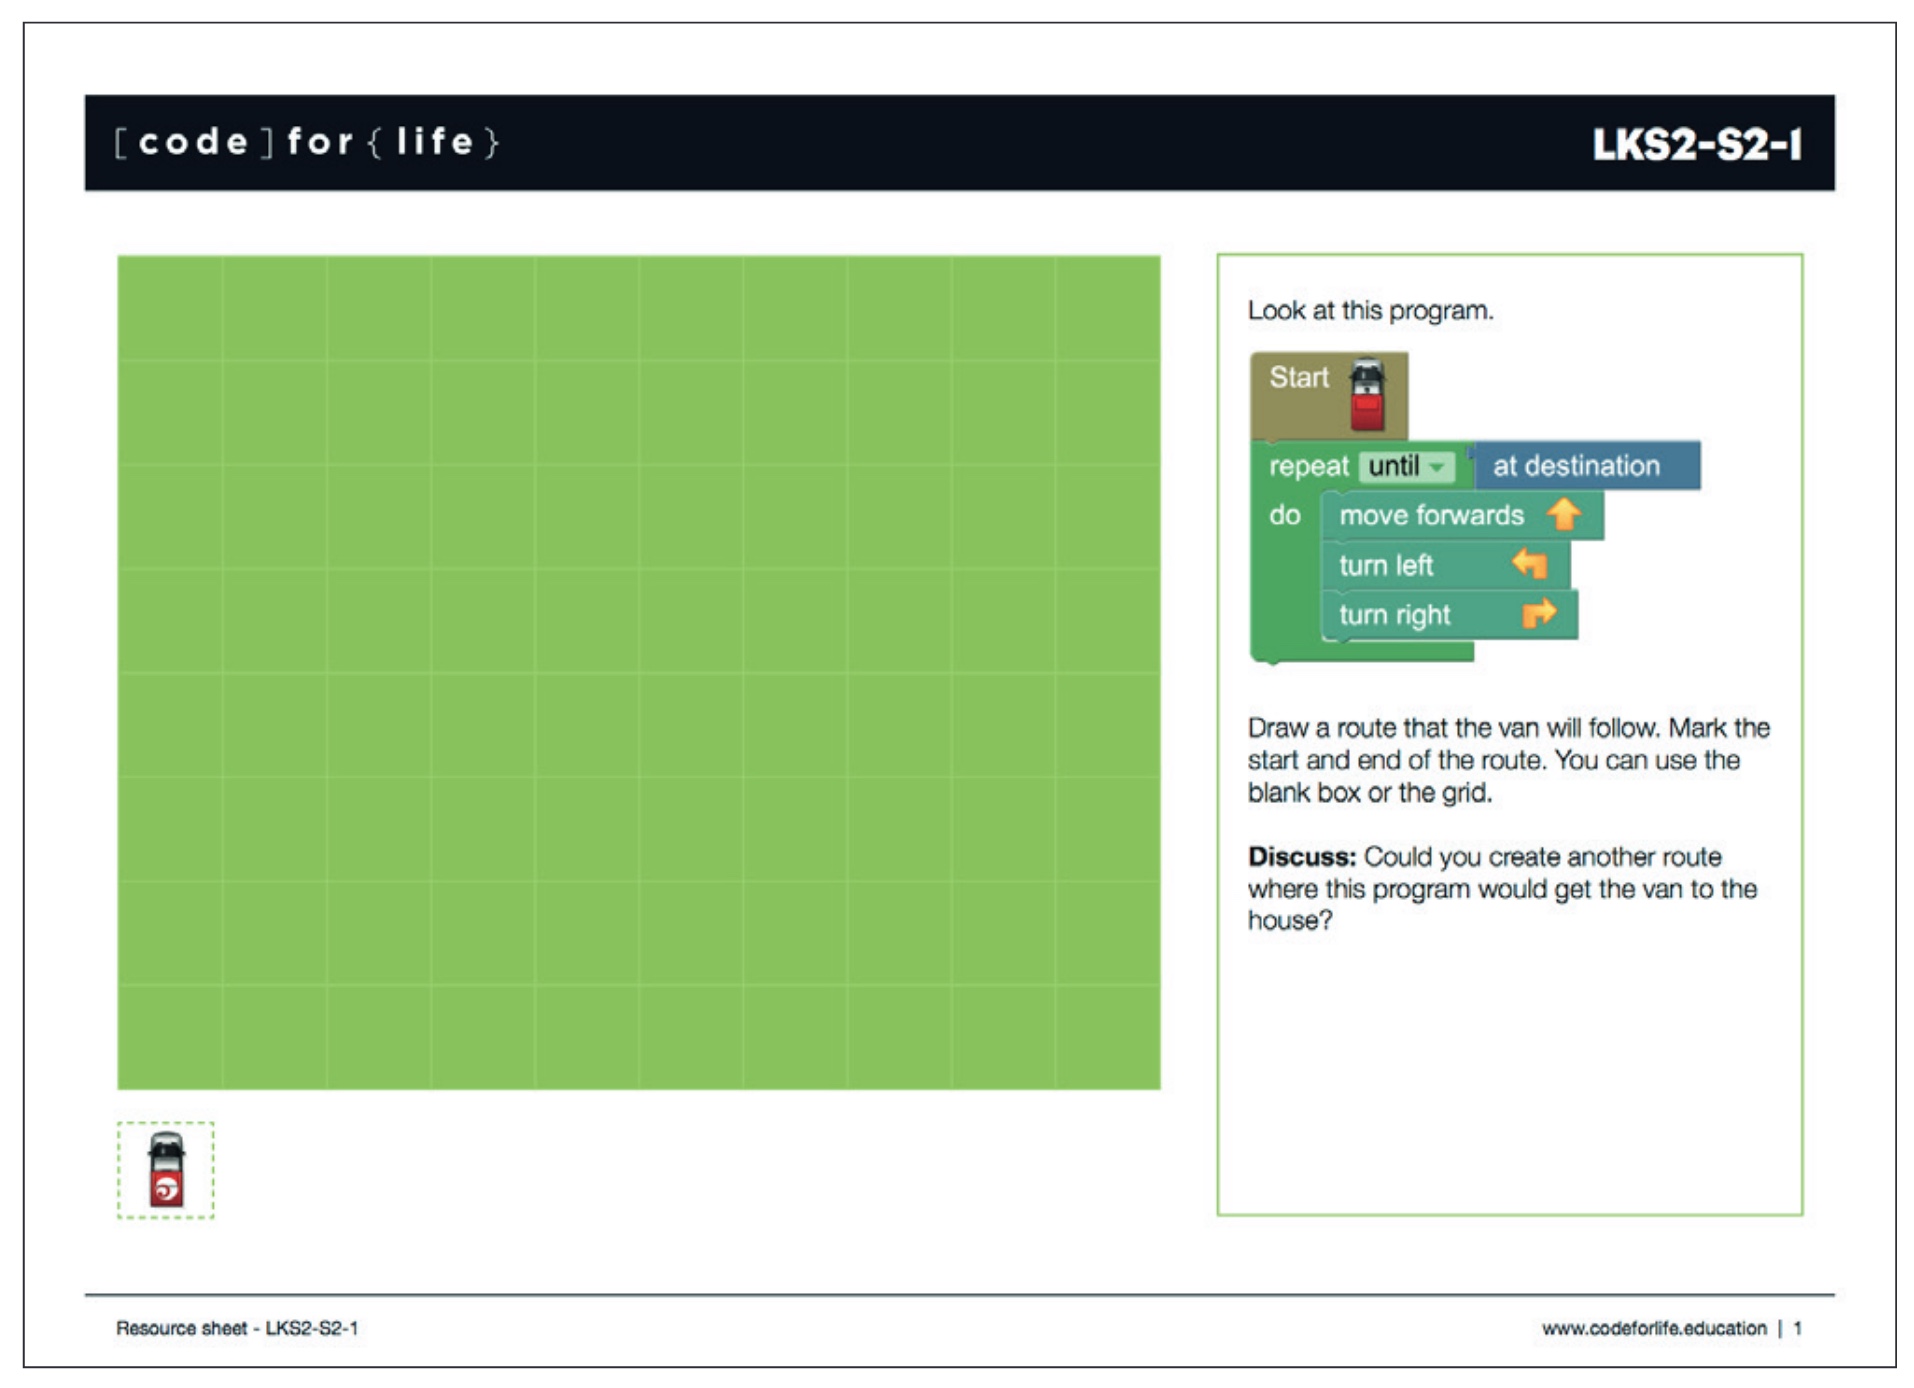 [code]for{life}
LKS2-S2-1
Look at this program.
Start
repeat until at destination
do move forwards
turn left
turn right
Draw a route that the van will follow. Mark the
start and end of the route. You can use the
blank box or the grid.
Discuss: Could you create another route
where this program would get the van to the
house?
Resource sheet - LKS2-S2-1
www.codeforlife.education | 1